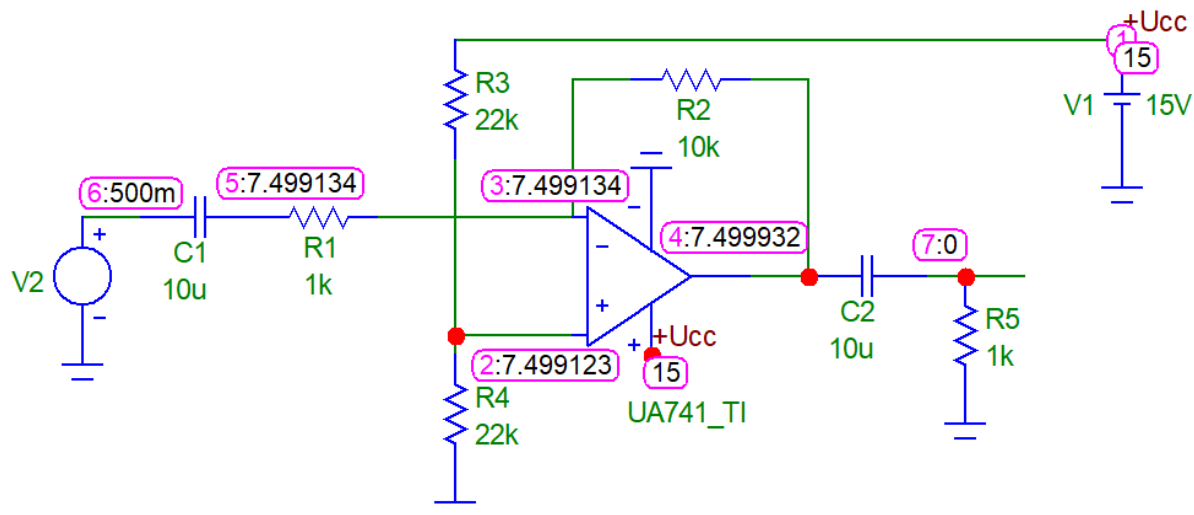 +Ucc
1
15
V1
15V
R3
22k
R2
10k
6:500m
5:7.499134
3:7.499134
4:7.499932
7:0
V2
+
−
C1
10u
R1
1k
−
−
+
+
C2
10u
R5
1k
+Ucc
15
2:7.499123
R4
22k
UA741_TI